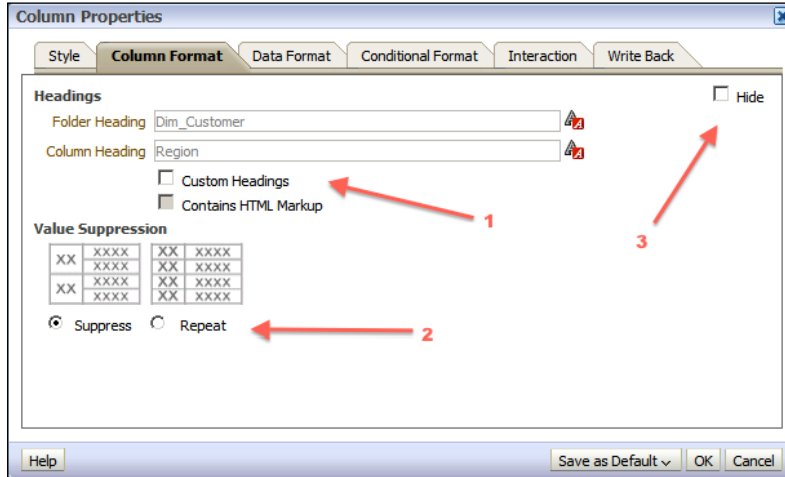 Column Properties
Style Column Format Data Format Conditional Format Interaction Write Back
Headings
Hide
Folder Heading Dim_Customer
Column Heading Region
Custom Headings
1
Contains HTML Markup
3
Value Suppression
XX XXXX XX XXXX
XXXX XX XXXX
XX XXXX XX XXXX
XXXX XX XXXX
Suppress Repeat
2
Help Save as Default OK Cancel